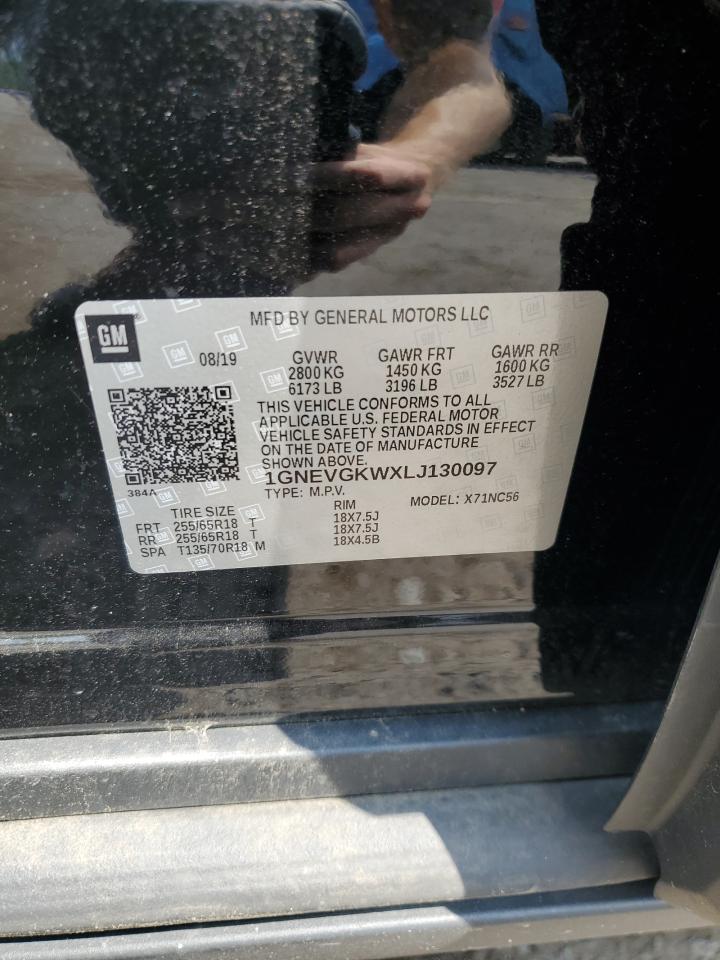 GM
MFD BY GENERAL MOTORS LLC
08/19 GVWR GAWR FRT GAWR RR
2800 KG 1450 KG 1600 KG
6173 LB 3196 LB 3527 LB
THIS VEHICLE CONFORMS TO ALL
APPLICABLE U.S. FEDERAL MOTOR
VEHICLE SAFETY STANDARDS IN EFFECT
ON THE DATE OF MANUFACTURE
SHOWN ABOVE.
1GNEVGKWXLJ130097
384A TYPE: M.P.V. MODEL: X71NC56
TIRE SIZE RIM
FRT 255/65R18 T 18X7.5J
RR 255/65R18 T 18X7.5J
SPA T135/70R18 M 18X4.5B